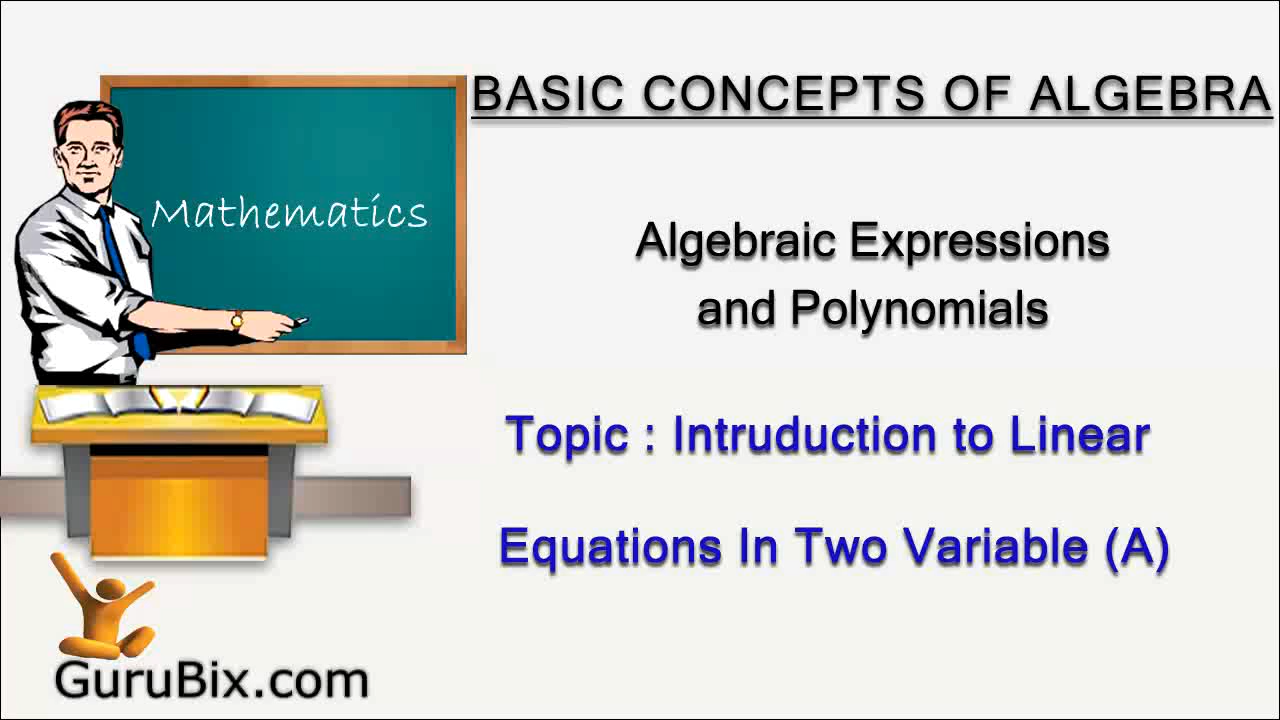 BASIC CONCEPTS OF ALGEBRA
Mathematics
Algebraic Expressions
and Polynomials
Topic : Intruduction to Linear
Equations In Two Variable (A)
GuruBix.com